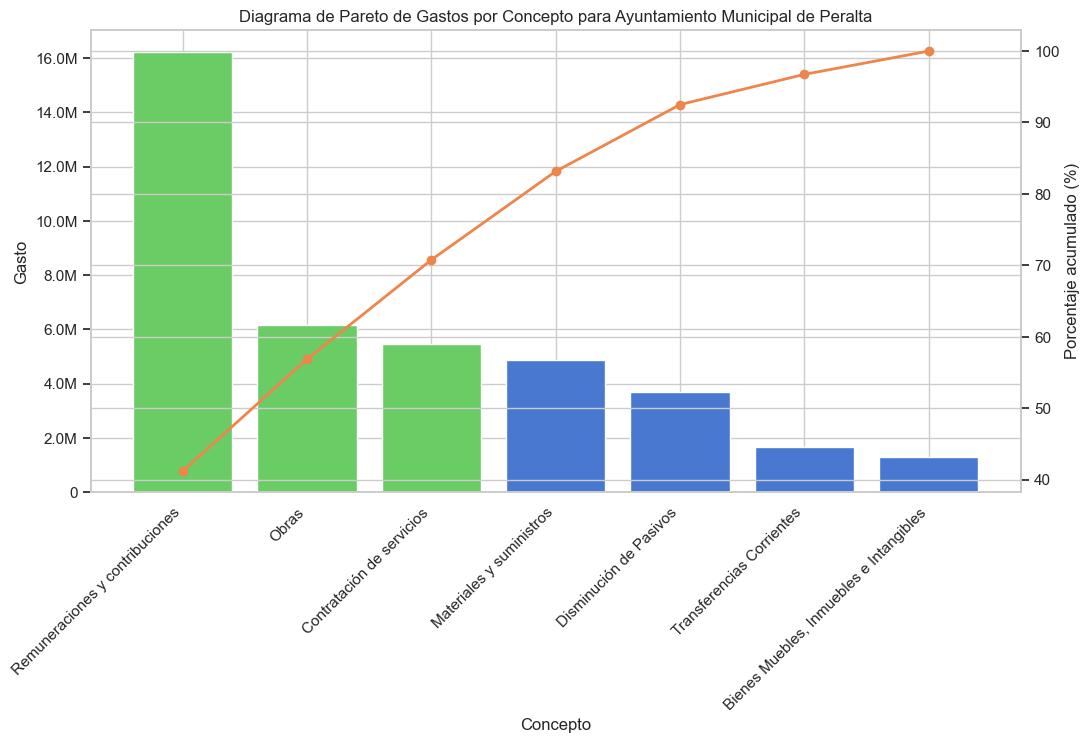 Diagrama de Pareto de Gastos por Concepto para Ayuntamiento Municipal de Peralta
Gasto
16.0M
14.0M
12.0M
10.0M
8.0M
6.0M
4.0M
2.0M
0
100
90
80
70
60
50
40
Porcentaje acumulado (%)
Remuneraciones y contribuciones
Obras
Contratación de servicios
Materiales y suministros
Disminución de Pasivos
Transferencias Corrientes
Bienes Muebles, Inmuebles e Intangibles
Concepto